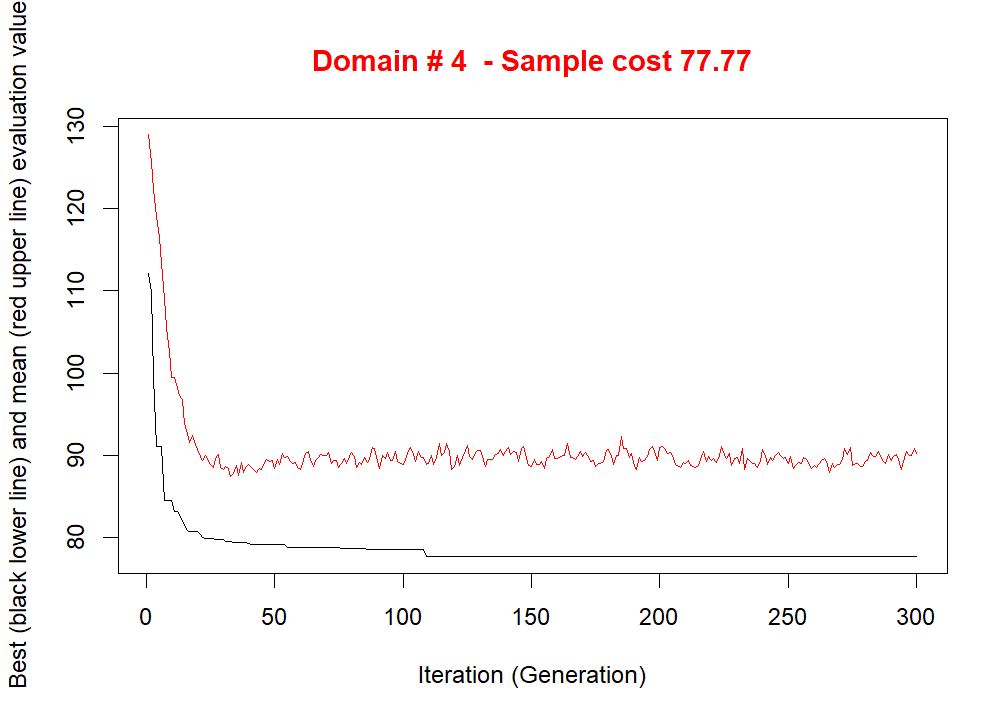 Domain # 4  - Sample cost 77.77
Best (black lower line) and mean (red upper line) evaluation value
130
120
110
100
90
80
0 50 100 150 200 250 300
Iteration (Generation)